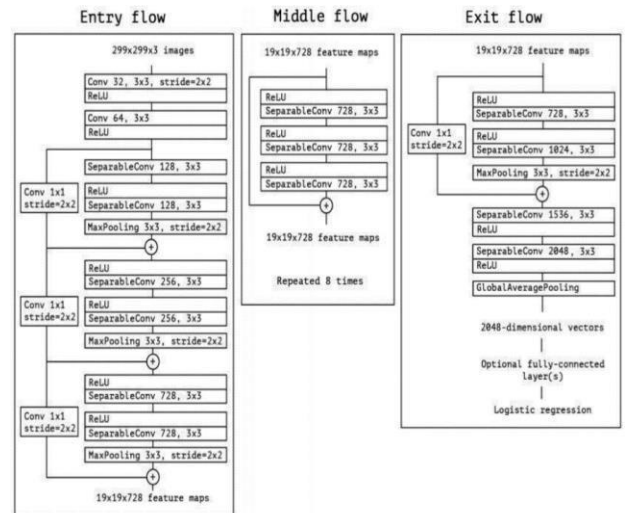 Entry flow
299x299x3 images
Conv 32, 3x3, stride=2x2
ReLU
Conv 64, 3x3
ReLU
SeparableConv 128, 3x3
Conv 1x1
stride=2x2
ReLU
SeparableConv 128, 3x3
MaxPooling 3x3, stride=2x2
+
ReLU
SeparableConv 256, 3x3
Conv 1x1
stride=2x2
ReLU
SeparableConv 256, 3x3
MaxPooling 3x3, stride=2x2
+
ReLU
SeparableConv 728, 3x3
Conv 1x1
stride=2x2
ReLU
SeparableConv 728, 3x3
MaxPooling 3x3, stride=2x2
+
19x19x728 feature maps
Middle flow
19x19x728 feature maps
ReLU
SeparableConv 728, 3x3
ReLU
SeparableConv 728, 3x3
ReLU
SeparableConv 728, 3x3
+
19x19x728 feature maps
Repeated 8 times
Exit flow
19x19x728 feature maps
ReLU
SeparableConv 728, 3x3
Conv 1x1
stride=2x2
ReLU
SeparableConv 1024, 3x3
MaxPooling 3x3, stride=2x2
+
SeparableConv 1536, 3x3
ReLU
SeparableConv 2048, 3x3
ReLU
GlobalAveragePooling
2048-dimensional vectors
Optional fully-connected
layer(s)
Logistic regression